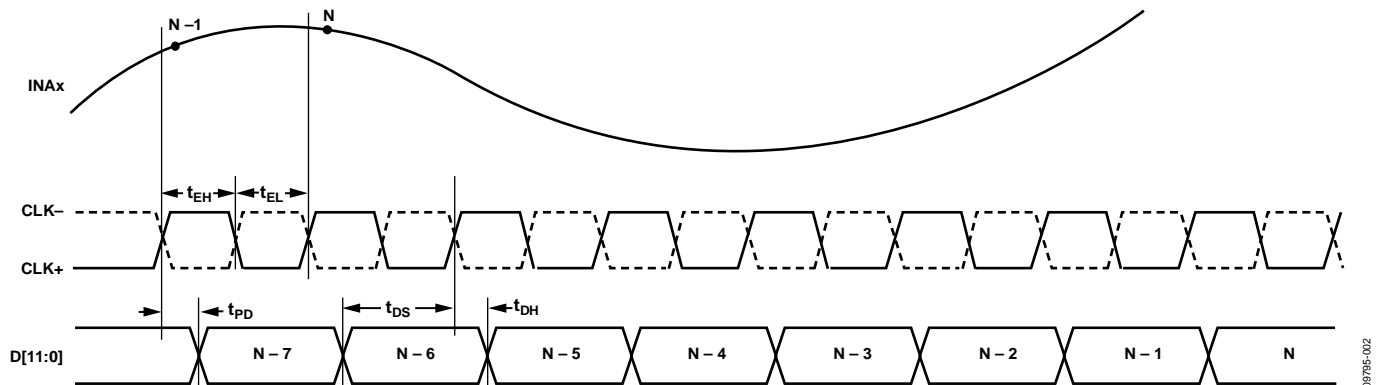 N –1
N
INAx
tEH
tEL
CLK–
CLK+
tPD
tDS
tDH
D[11:0]
N – 7
N – 6
N – 5
N – 4
N – 3
N – 2
N – 1
N
09795-002